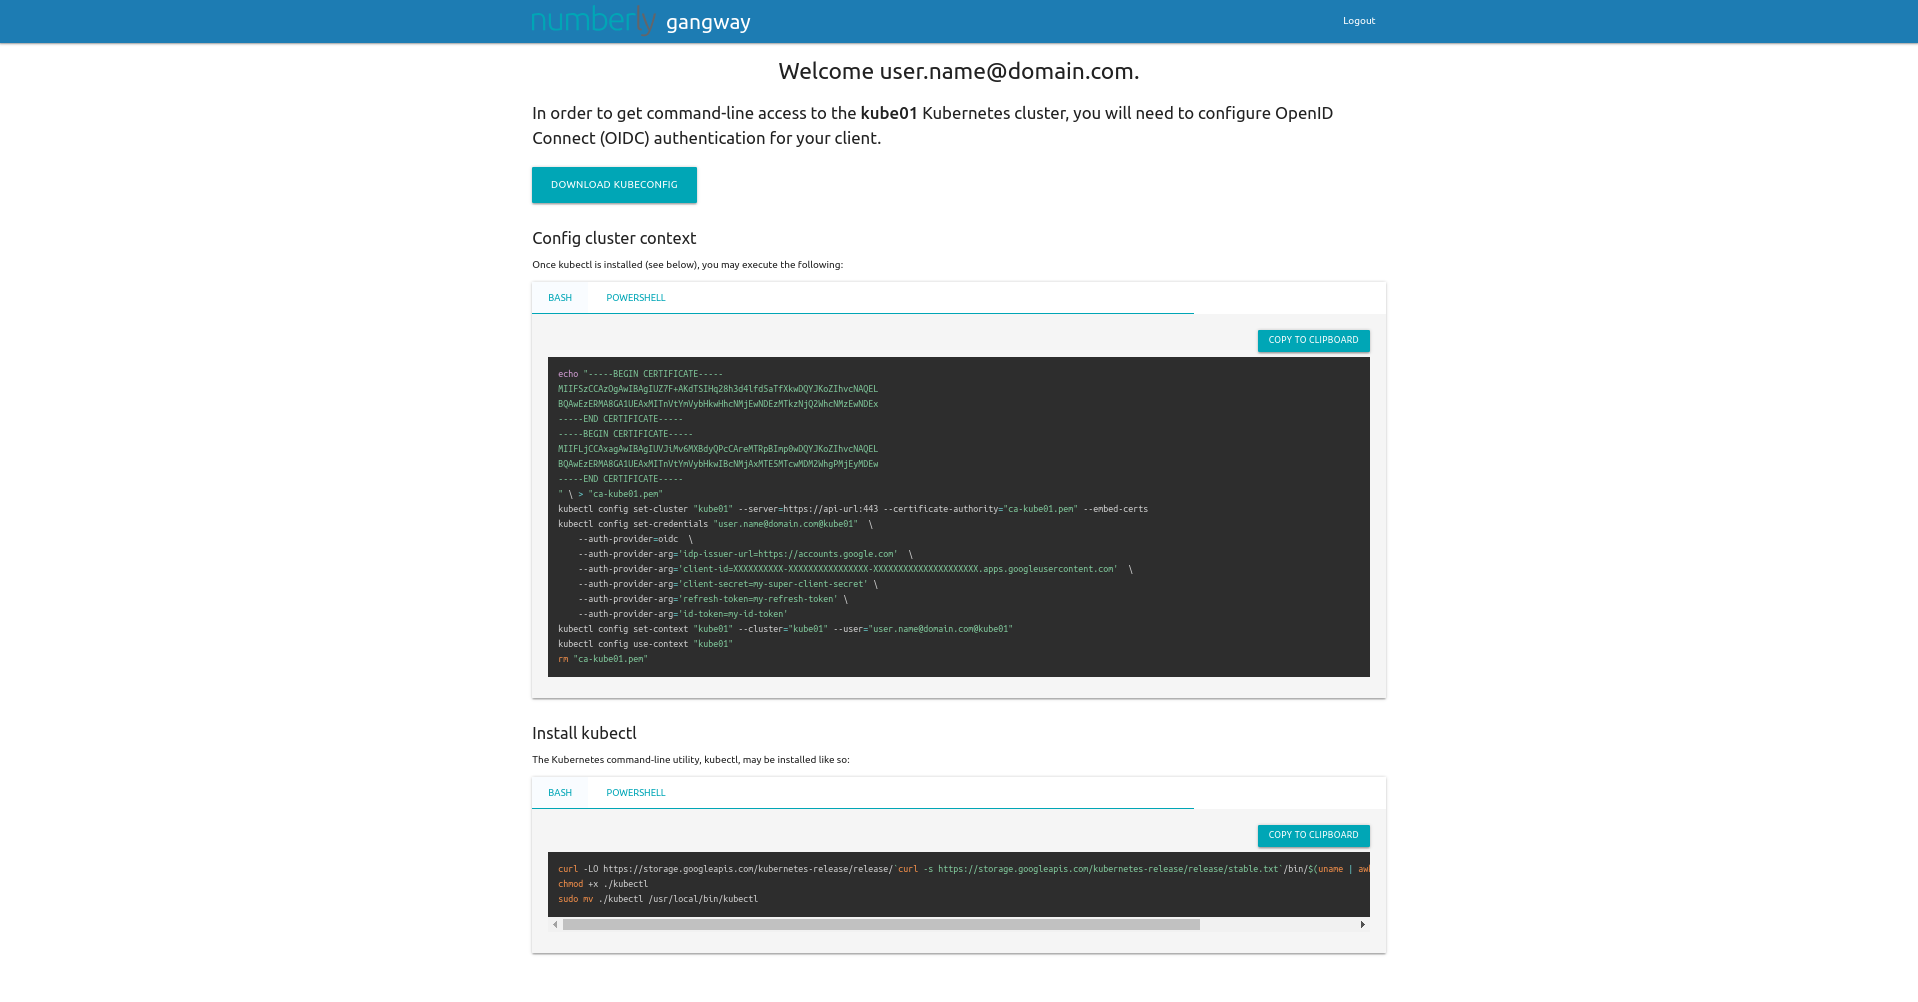 numberly gangway
Logout
Welcome user.name@domain.com.
In order to get command-line access to the kube01 Kubernetes cluster, you will need to configure OpenID
Connect (OIDC) authentication for your client.
DOWNLOAD KUBECONFIG
Config cluster context
Once kubectl is installed (see below), you may execute the following:
BASH POWERSHELL
COPY TO CLIPBOARD
echo "-----BEGIN CERTIFICATE-----
MIIFSzCCAzOgAwIBAgIUZ7F+AKdTSIHq28h3d4lfd5aTfXkwDQYJKoZIhvcNAQEL
BQAwEzERMA8GA1UEAxMITnVtYmVybHkwHhcNMjEwNDEzMTkzNjQ2WhcNMzEwNDEx
-----END CERTIFICATE-----
-----BEGIN CERTIFICATE-----
MIIFLjCCAxagAwIBAgIUVJiMv6MXBdyQPcCAreMTRpBImp0wDQYJKoZIhvcNAQEL
BQAwEzERMA8GA1UEAxMITnVtYmVybHkwIBcNMjAxMTE5MTcwMDM2WhgPMjEyMDEw
-----END CERTIFICATE-----
" \ > "ca-kube01.pem"
kubectl config set-cluster "kube01" --server=https://api-url:443 --certificate-authority="ca-kube01.pem" --embed-certs
kubectl config set-credentials "user.name@domain.com@kube01" \
--auth-provider=oidc \
--auth-provider-arg='idp-issuer-url=https://accounts.google.com' \
--auth-provider-arg='client-id=XXXXXXXXXX-XXXXXXXXXXXXXXXX-XXXXXXXXXXXXXXXXXXXXX.apps.googleusercontent.com' \
--auth-provider-arg='client-secret=my-super-client-secret' \
--auth-provider-arg='refresh-token=my-refresh-token' \
--auth-provider-arg='id-token=my-id-token'
kubectl config set-context "kube01" --cluster="kube01" --user="user.name@domain.com@kube01"
kubectl config use-context "kube01"
rm "ca-kube01.pem"
Install kubectl
The Kubernetes command-line utility, kubectl, may be installed like so:
BASH POWERSHELL
COPY TO CLIPBOARD
curl -LO https://storage.googleapis.com/kubernetes-release/release/`curl -s https://storage.googleapis.com/kubernetes-release/release/stable.txt`/bin/$(uname |
chmod +x ./kubectl
sudo mv ./kubectl /usr/local/bin/kubectl